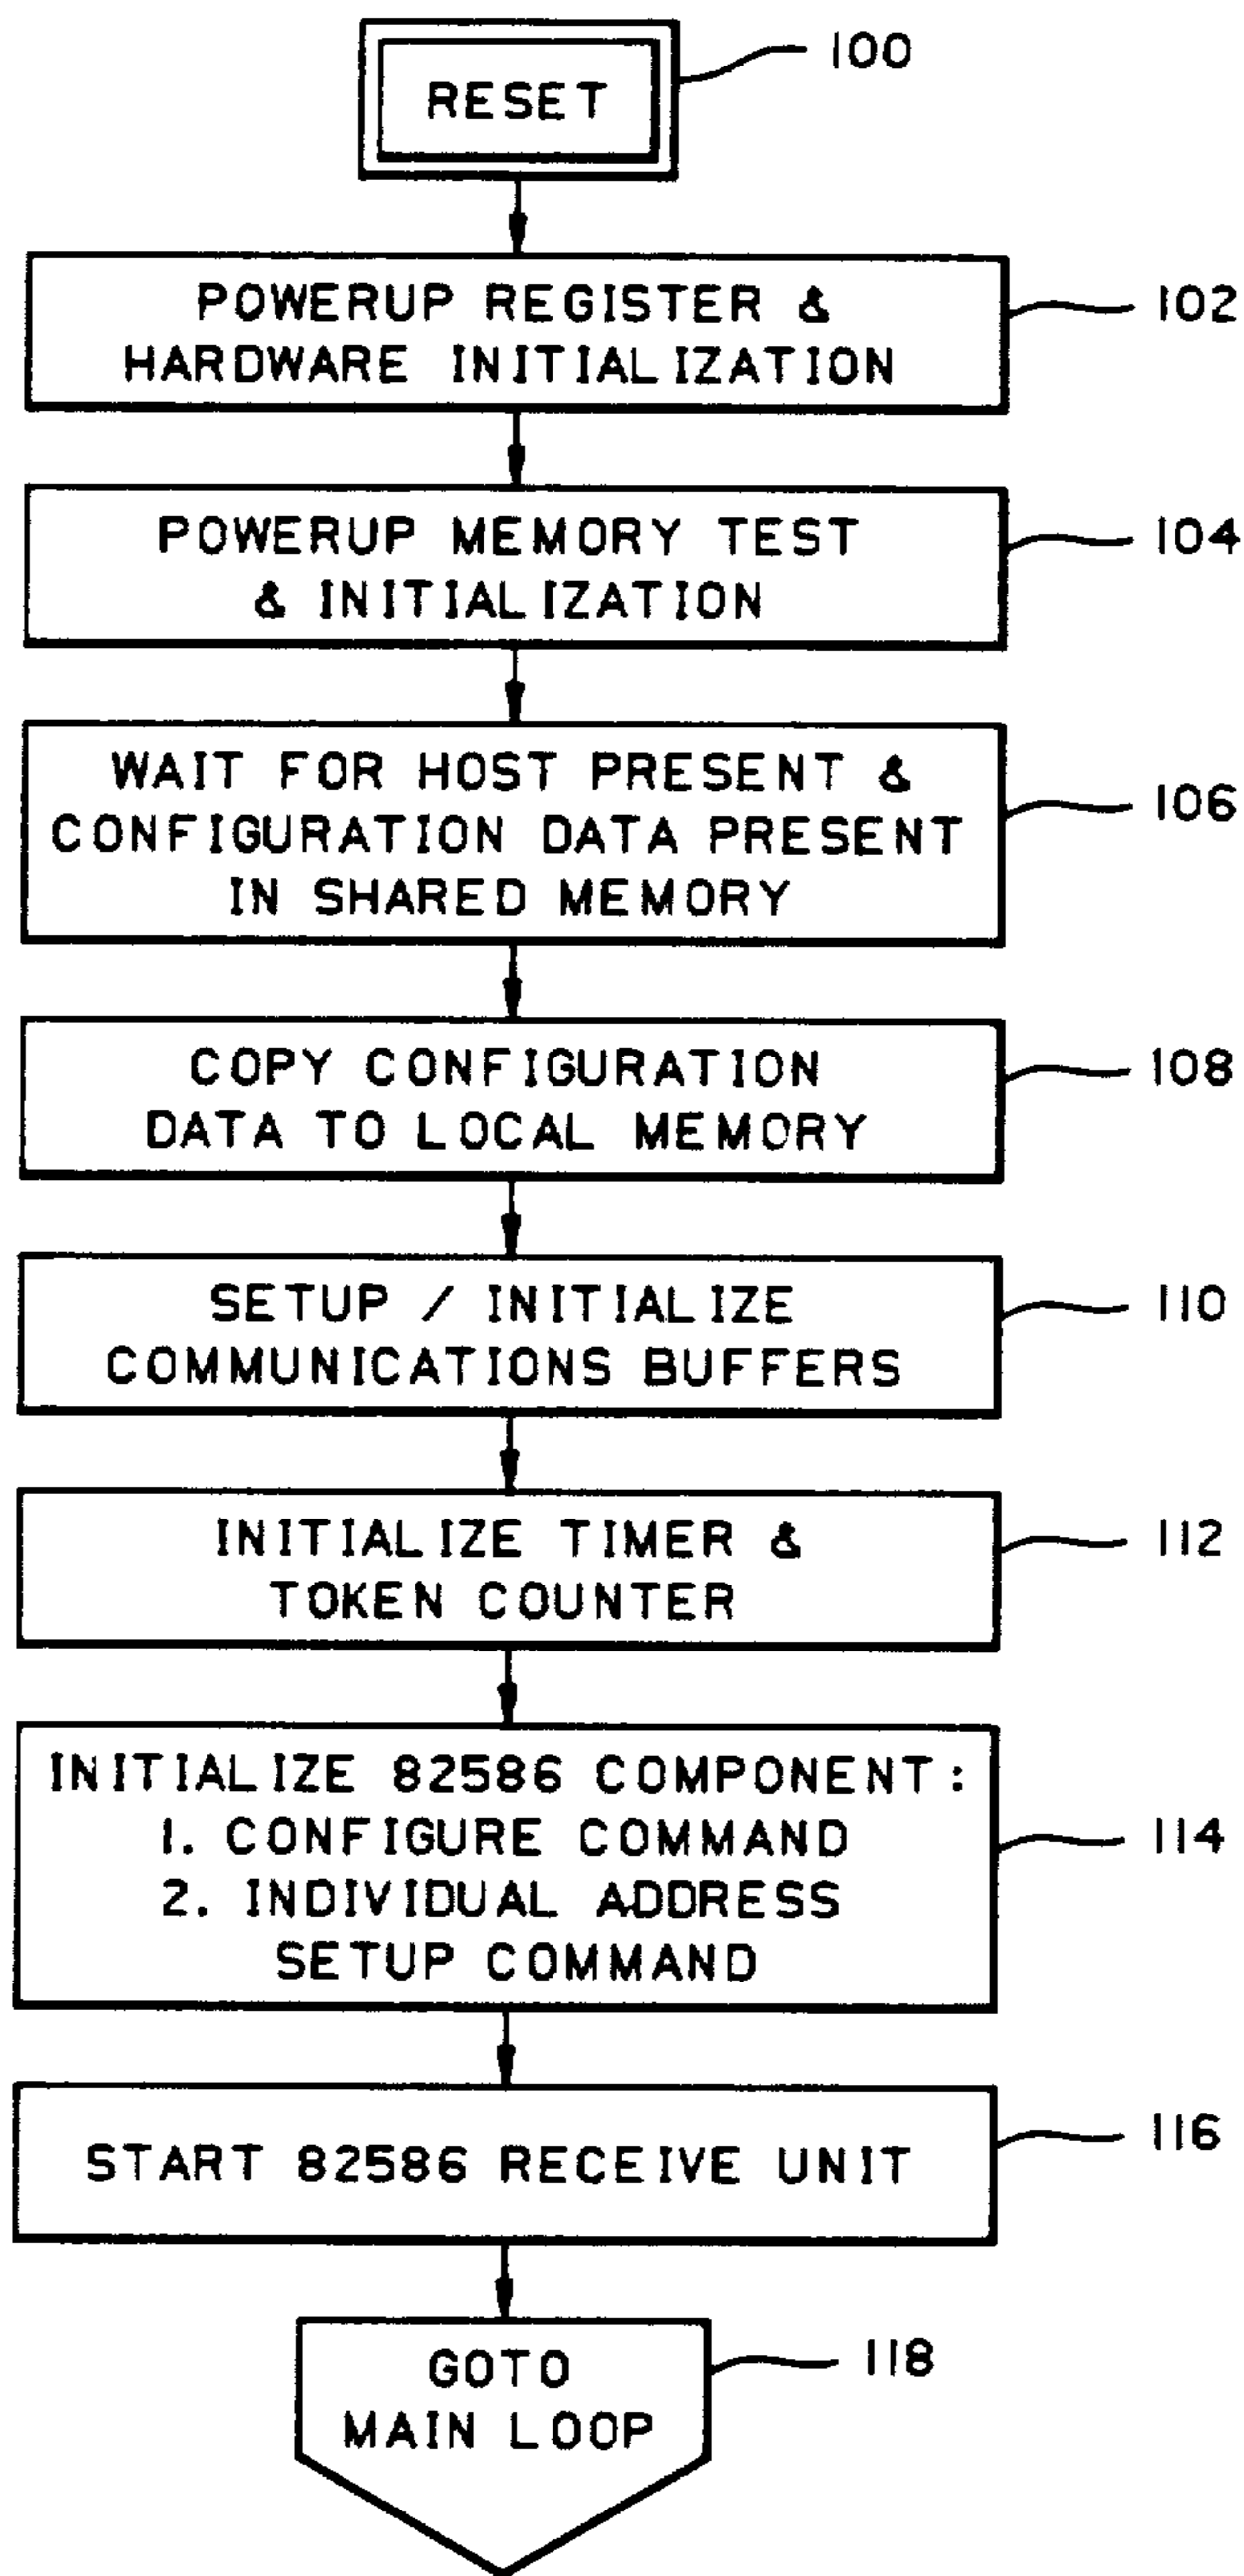 RESET
100
POWERUP REGISTER &
HARDWARE INITIALIZATION
102
POWERUP MEMORY TEST
& INITIALIZATION
104
WAIT FOR HOST PRESENT &
CONFIGURATION DATA PRESENT
IN SHARED MEMORY
106
COPY CONFIGURATION
DATA TO LOCAL MEMORY
108
SETUP / INITIALIZE
COMMUNICATIONS BUFFERS
110
INITIALIZE TIMER &
TOKEN COUNTER
112
INITIALIZE 82586 COMPONENT:
1. CONFIGURE COMMAND
2. INDIVIDUAL ADDRESS
SETUP COMMAND
114
START 82586 RECEIVE UNIT
116
GOTO
MAIN LOOP
118